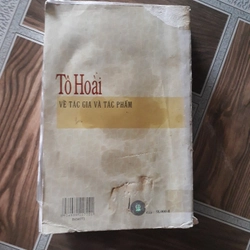 Tô Hoài
VỀ TÁC GIA VÀ TÁC PHẨM